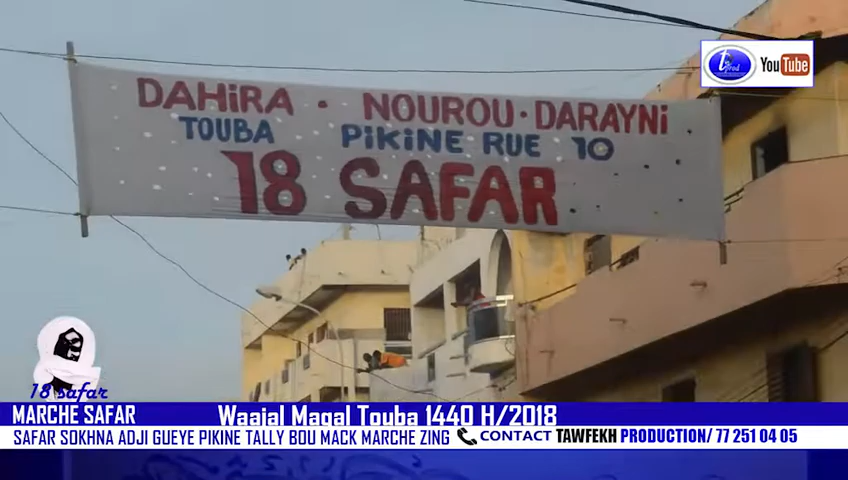 DAHiRA · NOUROU · DARAYNi
TOUBA PiKiNE RUE 10
18 SAFAR
t prod
YouTube
18 safar
MARCHE SAFAR
Waajal Magal Touba 1440 H/2018
SAFAR SOKHNA ADJI GUEYE PIKINE TALLY BOU MACK MARCHE ZING
CONTACT TAWFEKH PRODUCTION/ 77 251 04 05